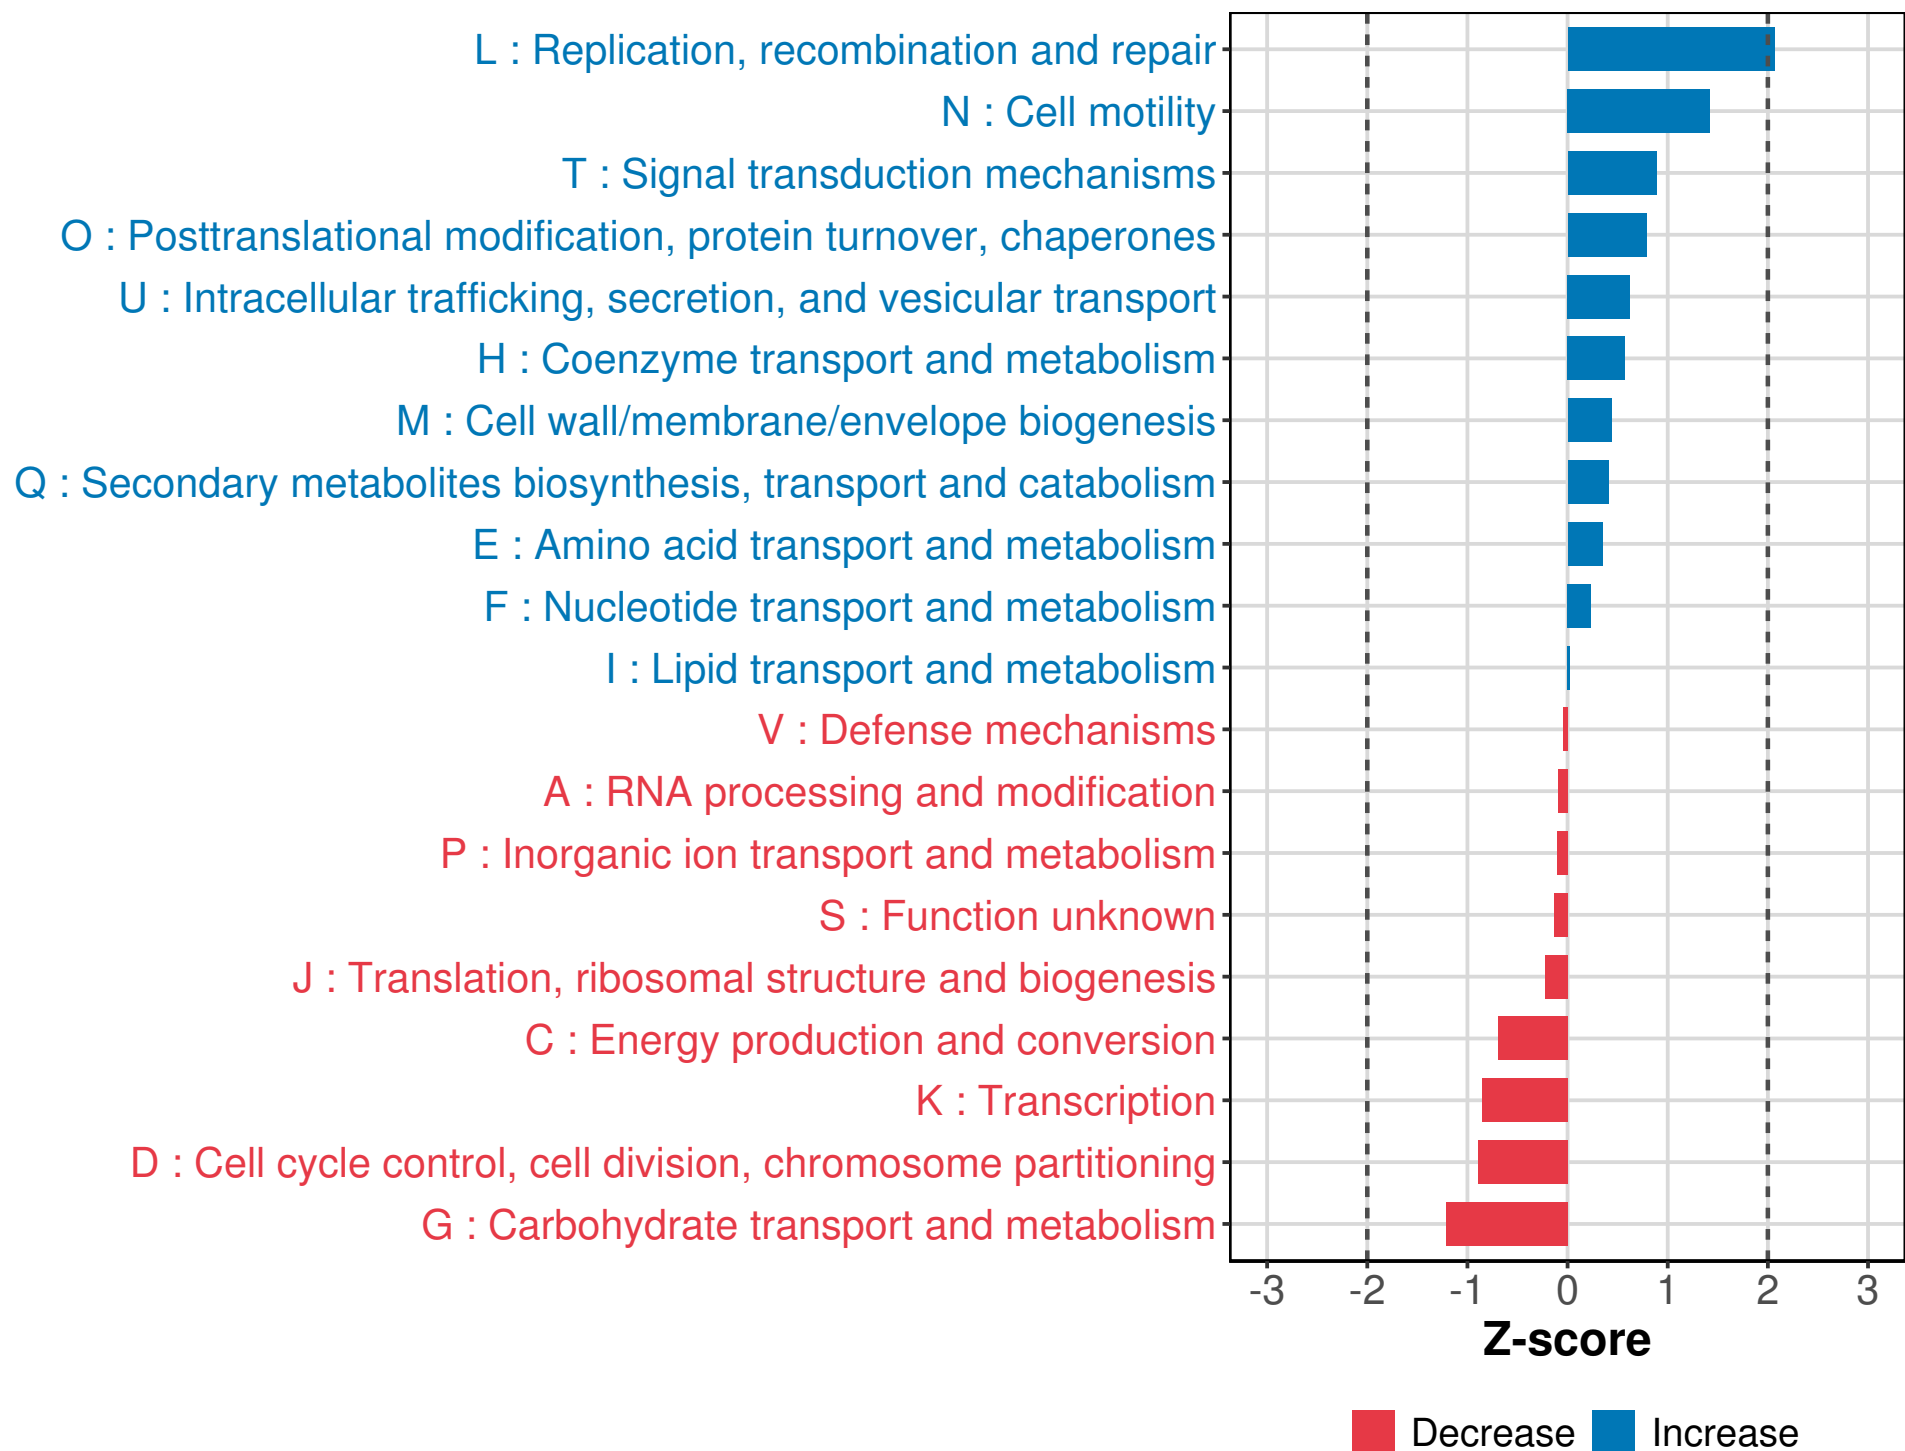 L : Replication, recombination and repair
N : Cell motility
T : Signal transduction mechanisms
O : Posttranslational modification, protein turnover, chaperones
U : Intracellular trafficking, secretion, and vesicular transport
H : Coenzyme transport and metabolism
M : Cell wall/membrane/envelope biogenesis
Q : Secondary metabolites biosynthesis, transport and catabolism
E : Amino acid transport and metabolism
F : Nucleotide transport and metabolism
I : Lipid transport and metabolism
V : Defense mechanisms
A : RNA processing and modification
P : Inorganic ion transport and metabolism
S : Function unknown
J : Translation, ribosomal structure and biogenesis
C : Energy production and conversion
K : Transcription
D : Cell cycle control, cell division, chromosome partitioning
G : Carbohydrate transport and metabolism
-3 -2 -1 0 1 2 3
Z-score
Decrease Increase